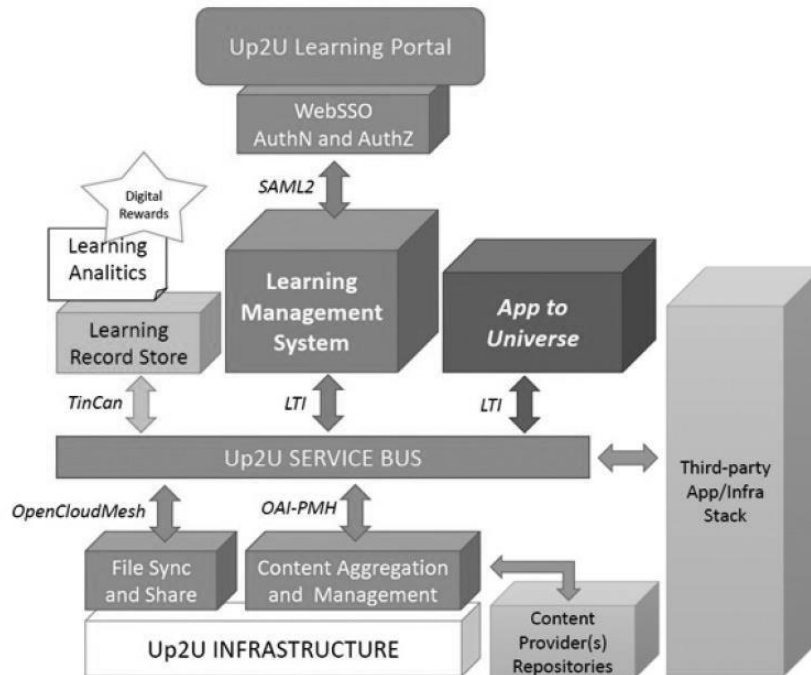 Up2U Learning Portal
WebSSO
AuthN and AuthZ
SAML2
Digital
Rewards
Learning
Analitics
Learning
Record Store
Learning
Management
System
App to
Universe
TinCan
LTI
LTI
Up2U SERVICE BUS
Third-party
App/Infra
Stack
OpenCloudMesh
OAI-PMH
File Sync
and Share
Content Aggregation
and Management
Content
Provider(s)
Repositories
Up2U INFRASTRUCTURE